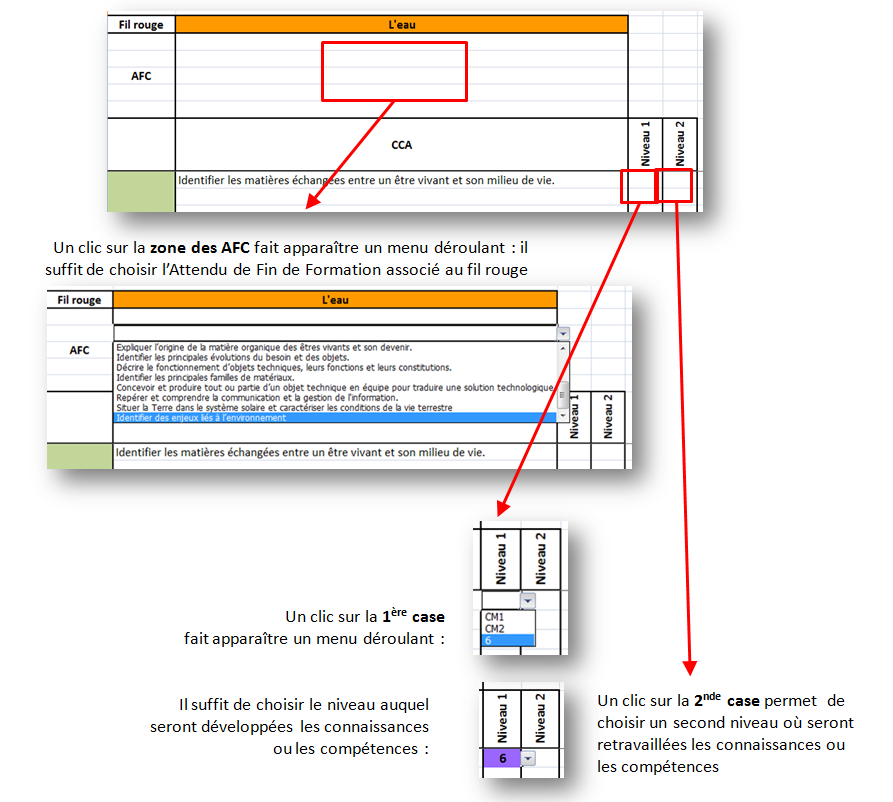 Fil rouge L'eau
AFC
CCA Niveau 1 Niveau 2
Identifier les matières échangées entre un être vivant et son milieu de vie.
Un clic sur la zone des AFC fait apparaître un menu déroulant : il
suffit de choisir l’Attendu de Fin de Formation associé au fil rouge
Fil rouge L'eau
AFC
Expliquer l'origine de la matière organique des êtres vivants et son devenir.
Identifier les principales évolutions du besoin et des objets.
Décrire le fonctionnement d'objets techniques, leurs fonctions et leurs constitutions.
Identifier les principales familles de matériaux.
Concevoir et produire tout ou partie d'un objet technique en équipe pour traduire une solution technologique
Repérer et comprendre la communication et la gestion de l'information.
Situer la Terre dans le système solaire et caractériser les conditions de la vie terrestre
Identifier des enjeux liés à l'environnement
Niveau 1 Niveau 2
Identifier les matières échangées entre un être vivant et son milieu de vie.
Niveau 1 Niveau 2
CM1
CM2
6
Un clic sur la 1ère case
fait apparaître un menu déroulant :
Il suffit de choisir le niveau auquel
seront développées les connaissances
ou les compétences :
Niveau 1 Niveau 2
6
Un clic sur la 2nde case permet de
choisir un second niveau où seront
retravaillées les connaissances ou
les compétences